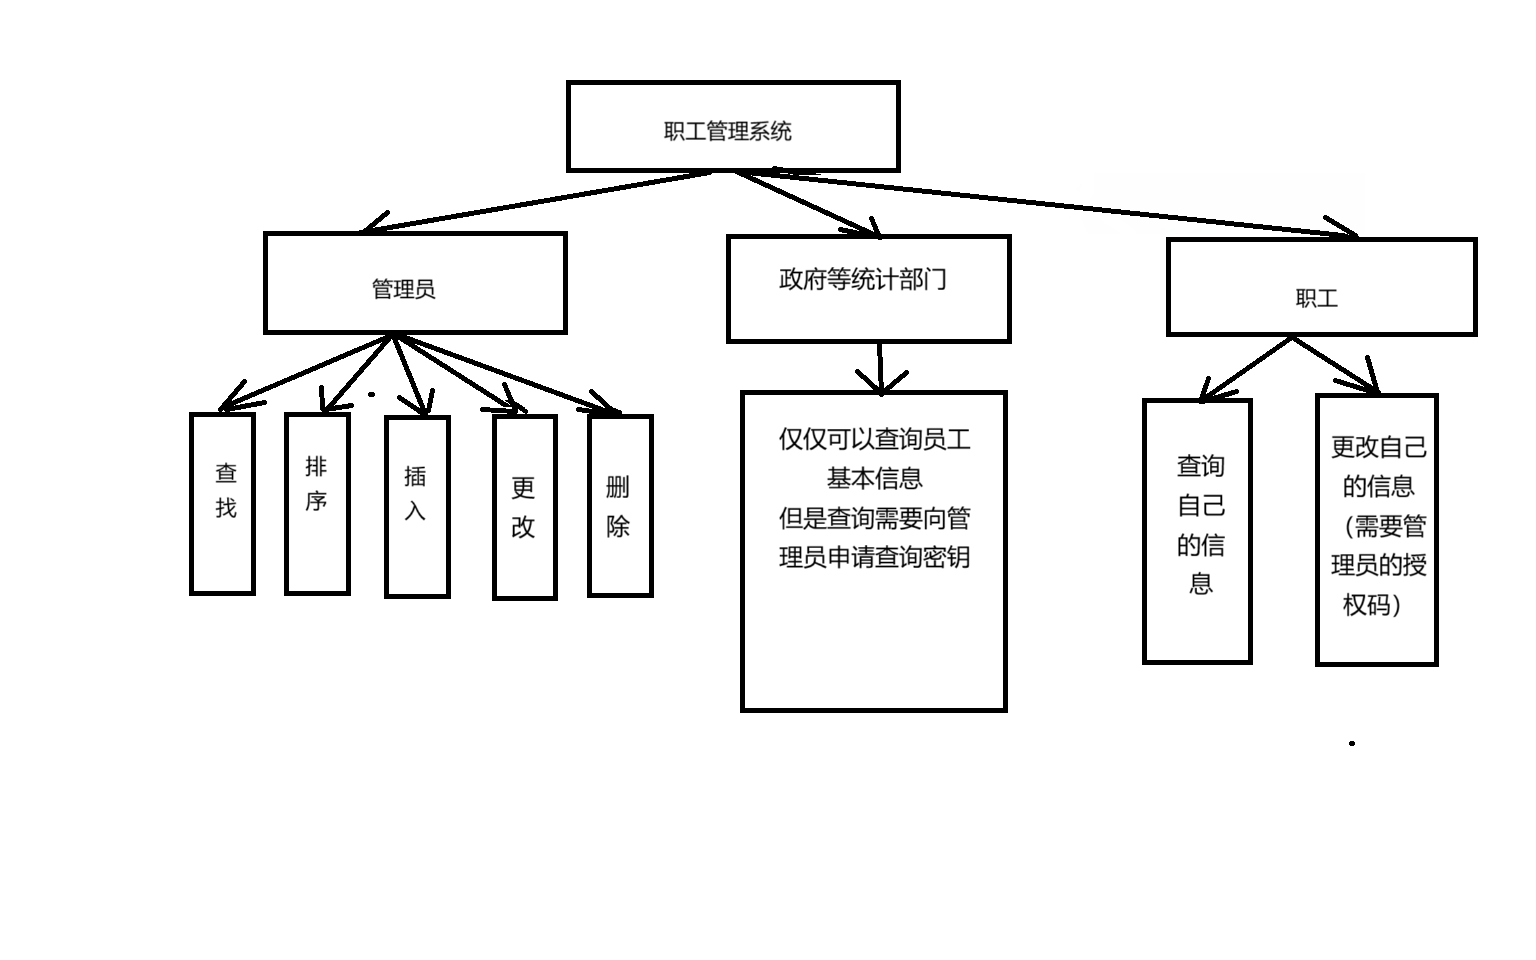 职工管理系统
管理员
政府等统计部门
职工
查
找
排
序
插
入
更
改
删
除
仅仅可以查询员工
基本信息
但是查询需要向管
理员申请查询密钥
查询
自己
的信
息
更改自己
的信息
（需要管
理员的授
权码）